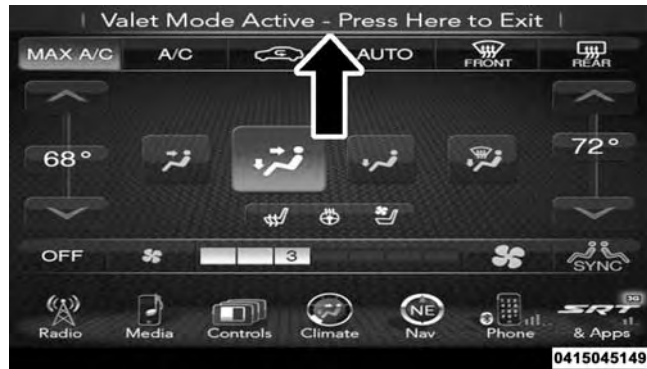 Valet Mode Active - Press Here to Exit
MAX A/C A/C AUTO FRONT REAR
68° 72°
OFF 3 SYNC
NE 3G
Radio Media Controls Climate Nav Phone SRT & Apps
0415045149